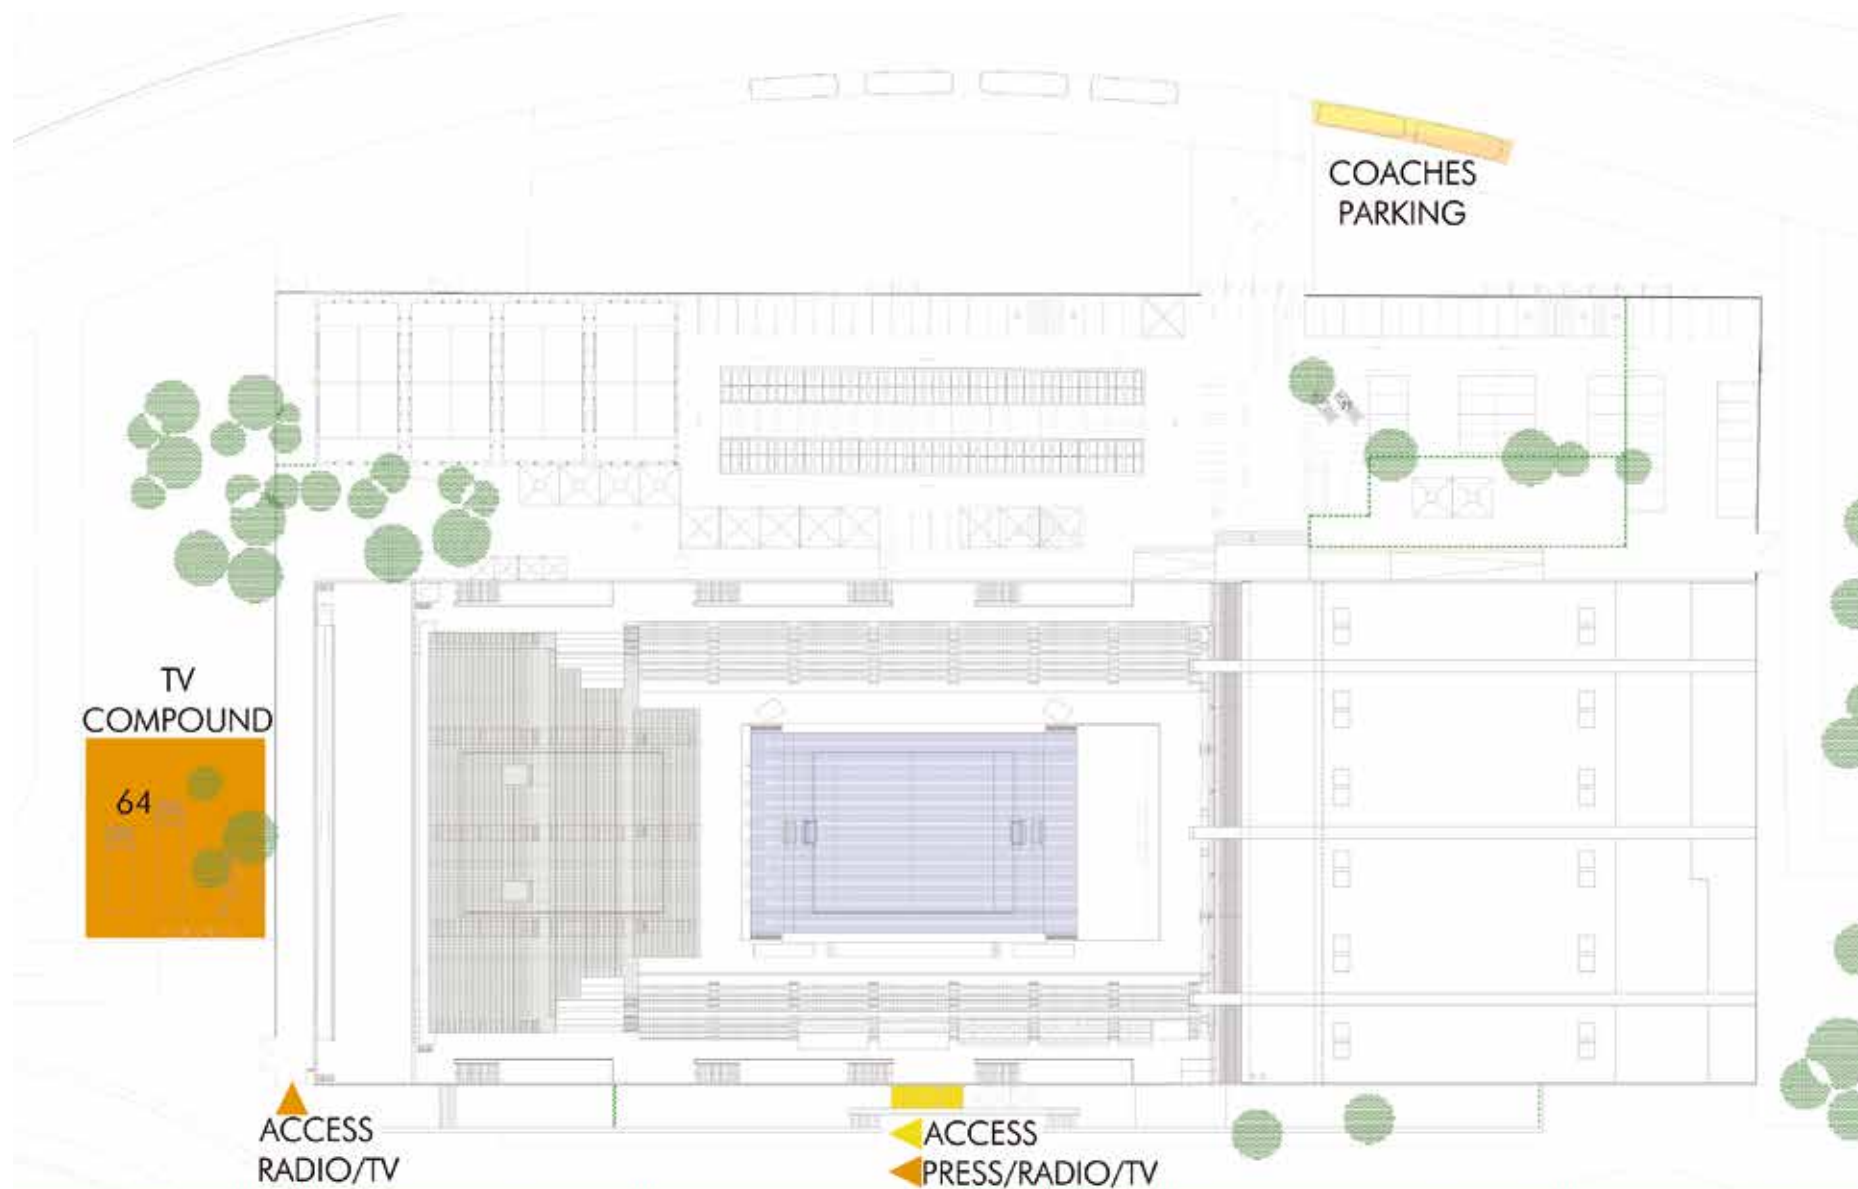 COACHES
PARKING
TV
COMPOUND
64
ACCESS
RADIO/TV
ACCESS
PRESS/RADIO/TV